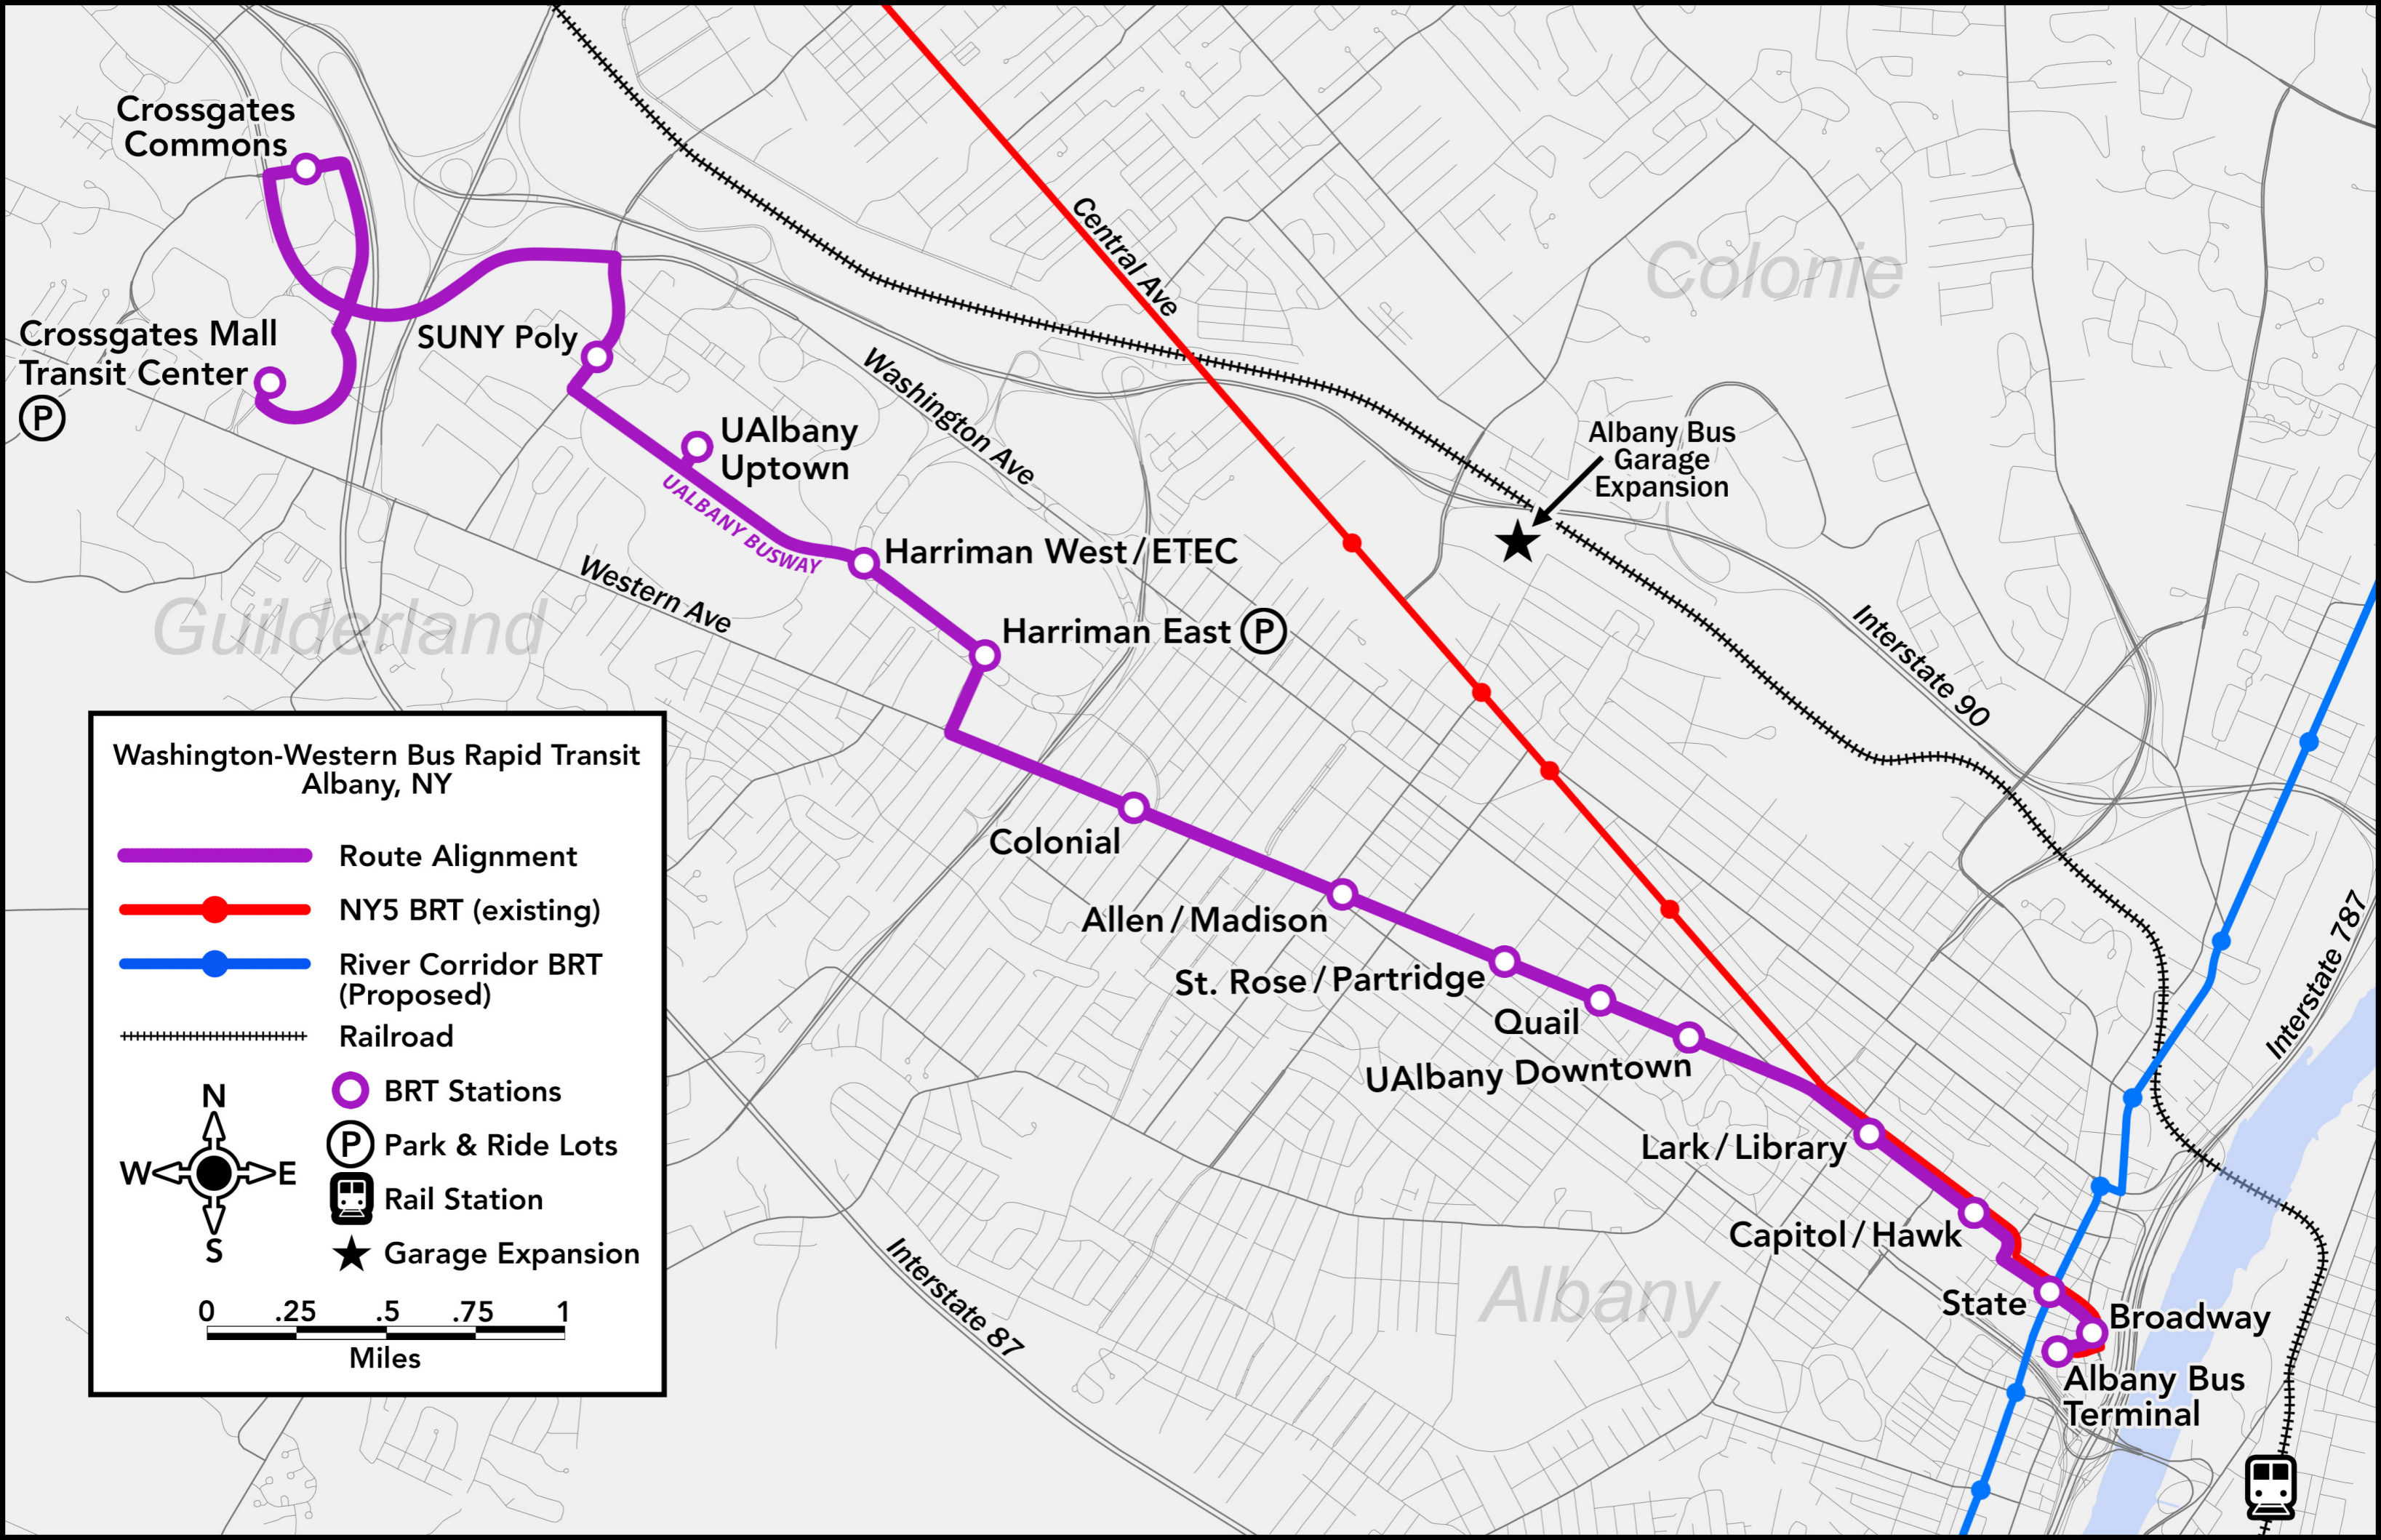 Crossgates
Commons
Central Ave
Colonie
Crossgates Mall
Transit Center
P
SUNY Poly
Washington Ave
UAlbany
Uptown
UALBANY BUSWAY
Albany Bus
Garage
Expansion
Harriman West/ETEC
Western Ave
Guilderland
Harriman East P
Interstate 90
Colonial
Allen/Madison
St. Rose/Partridge
Quail
UAlbany Downtown
Interstate 787
Lark/Library
Capitol/Hawk
Interstate 87
Albany
State
Broadway
Albany Bus
Terminal
Washington-Western Bus Rapid Transit
Albany, NY
Route Alignment
NY5 BRT (existing)
River Corridor BRT
(Proposed)
Railroad
BRT Stations
P Park & Ride Lots
Rail Station
Garage Expansion
N
W E
S
0 .25 .5 .75 1
Miles